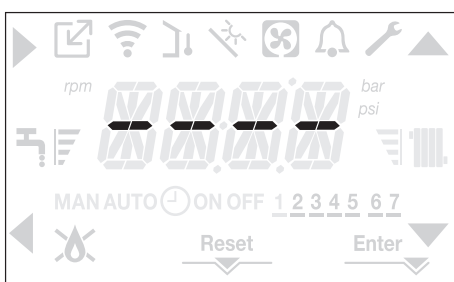 rpm
bar
psi
- - - -
MAN AUTO ON OFF 1 2 3 4 5 6 7
Reset Enter